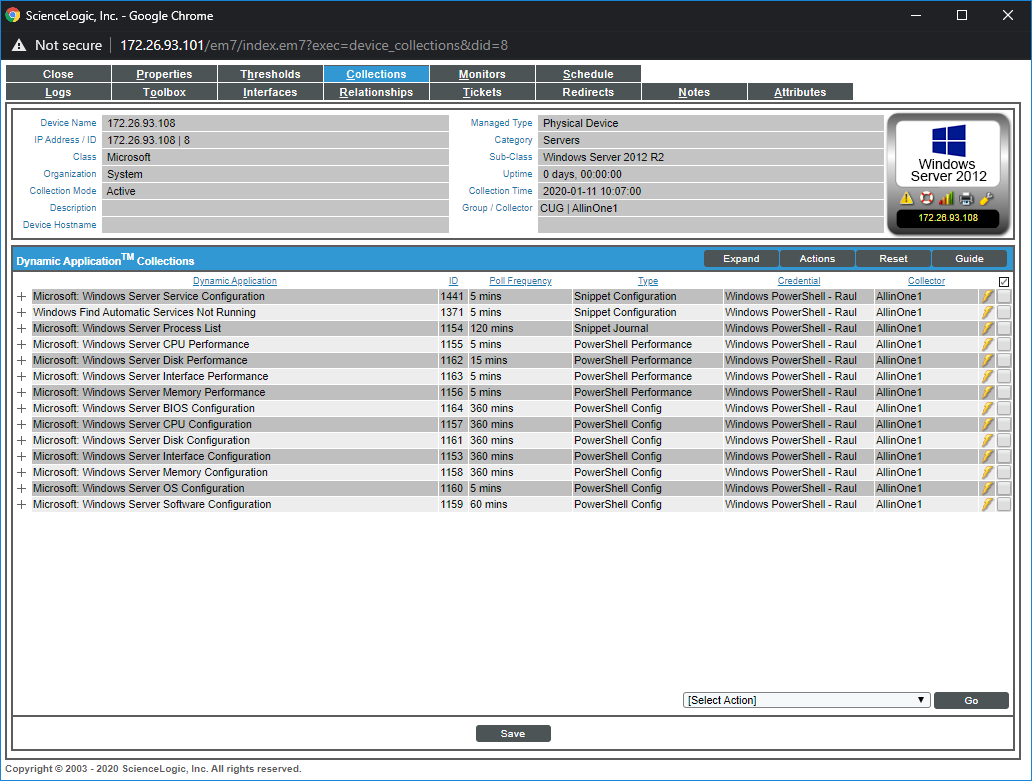 ScienceLogic, Inc. - Google Chrome
Not secure 172.26.93.101/em7/index.em7?exec=device_collections&did=8
Close Properties Thresholds Collections Monitors Schedule
Logs Toolbox Interfaces Relationships Tickets Redirects Notes Attributes
Device Name 172.26.93.108 Managed Type Physical Device
IP Address / ID 172.26.93.108 | 8 Category Servers
Class Microsoft Sub-Class Windows Server 2012 R2
Organization System Uptime 0 days, 00:00:00
Collection Mode Active Collection Time 2020-01-11 10:07:00
Description Group / Collector CUG | AllinOne1
Device Hostname
Windows
Server 2012
172.26.93.108
Dynamic Application™ Collections Expand Actions Reset Guide
Dynamic Application ID Poll Frequency Type Credential Collector
Microsoft: Windows Server Service Configuration 1441 5 mins Snippet Configuration Windows PowerShell - Raul AllinOne1
Windows Find Automatic Services Not Running 1371 5 mins Snippet Configuration Windows PowerShell - Raul AllinOne1
Microsoft: Windows Server Process List 1154 120 mins Snippet Journal Windows PowerShell - Raul AllinOne1
Microsoft: Windows Server CPU Performance 1155 5 mins PowerShell Performance Windows PowerShell - Raul AllinOne1
Microsoft: Windows Server Disk Performance 1162 15 mins PowerShell Performance Windows PowerShell - Raul AllinOne1
Microsoft: Windows Server Interface Performance 1163 5 mins PowerShell Performance Windows PowerShell - Raul AllinOne1
Microsoft: Windows Server Memory Performance 1156 5 mins PowerShell Performance Windows PowerShell - Raul AllinOne1
Microsoft: Windows Server BIOS Configuration 1164 360 mins PowerShell Config Windows PowerShell - Raul AllinOne1
Microsoft: Windows Server CPU Configuration 1157 360 mins PowerShell Config Windows PowerShell - Raul AllinOne1
Microsoft: Windows Server Disk Configuration 1161 360 mins PowerShell Config Windows PowerShell - Raul AllinOne1
Microsoft: Windows Server Interface Configuration 1153 360 mins PowerShell Config Windows PowerShell - Raul AllinOne1
Microsoft: Windows Server Memory Configuration 1158 360 mins PowerShell Config Windows PowerShell - Raul AllinOne1
Microsoft: Windows Server OS Configuration 1160 5 mins PowerShell Config Windows PowerShell - Raul AllinOne1
Microsoft: Windows Server Software Configuration 1159 60 mins PowerShell Config Windows PowerShell - Raul AllinOne1
[Select Action] Go
Save
Copyright © 2003 - 2020 ScienceLogic, Inc. All rights reserved.